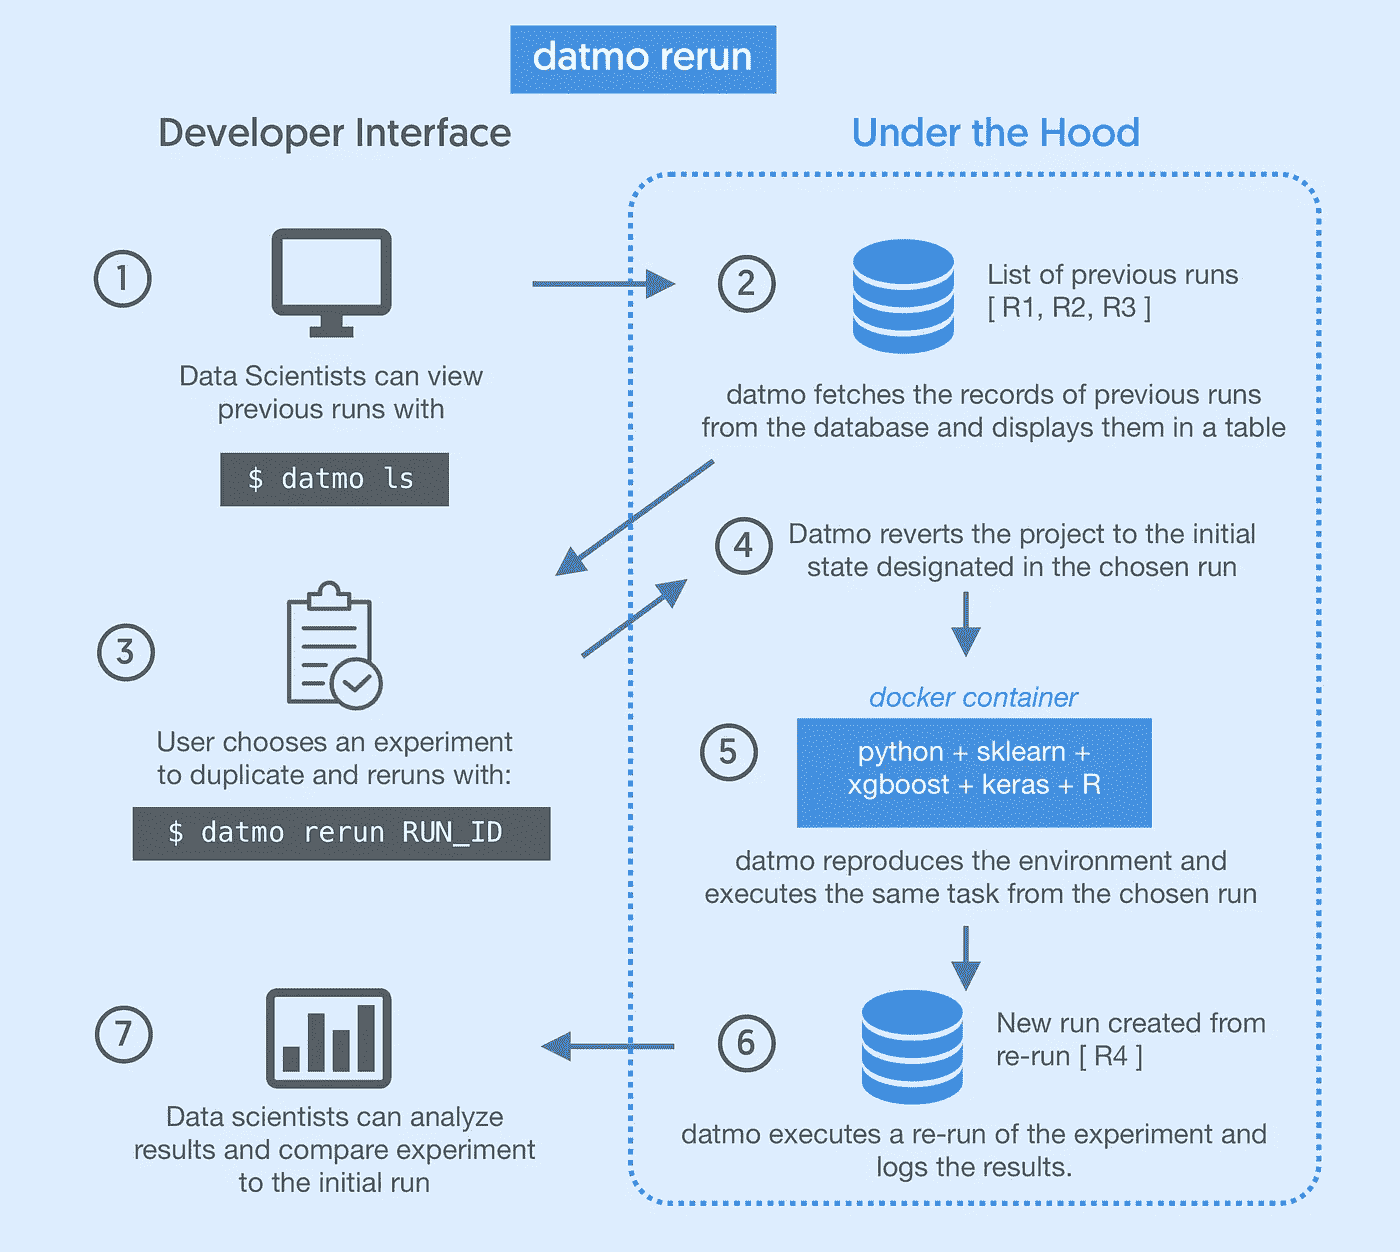 datmo rerun
Developer Interface
Under the Hood
1
Data Scientists can view
previous runs with
$ datmo ls
2
List of previous runs
[ R1, R2, R3 ]
datmo fetches the records of previous runs
from the database and displays them in a table
3
User chooses an experiment
to duplicate and reruns with:
$ datmo rerun RUN_ID
4
Datmo reverts the project to the initial
state designated in the chosen run
docker container
5
python + sklearn +
xgboost + keras + R
datmo reproduces the environment and
executes the same task from the chosen run
6
New run created from
re-run [ R4 ]
datmo executes a re-run of the experiment and
logs the results.
7
Data scientists can analyze
results and compare experiment
to the initial run